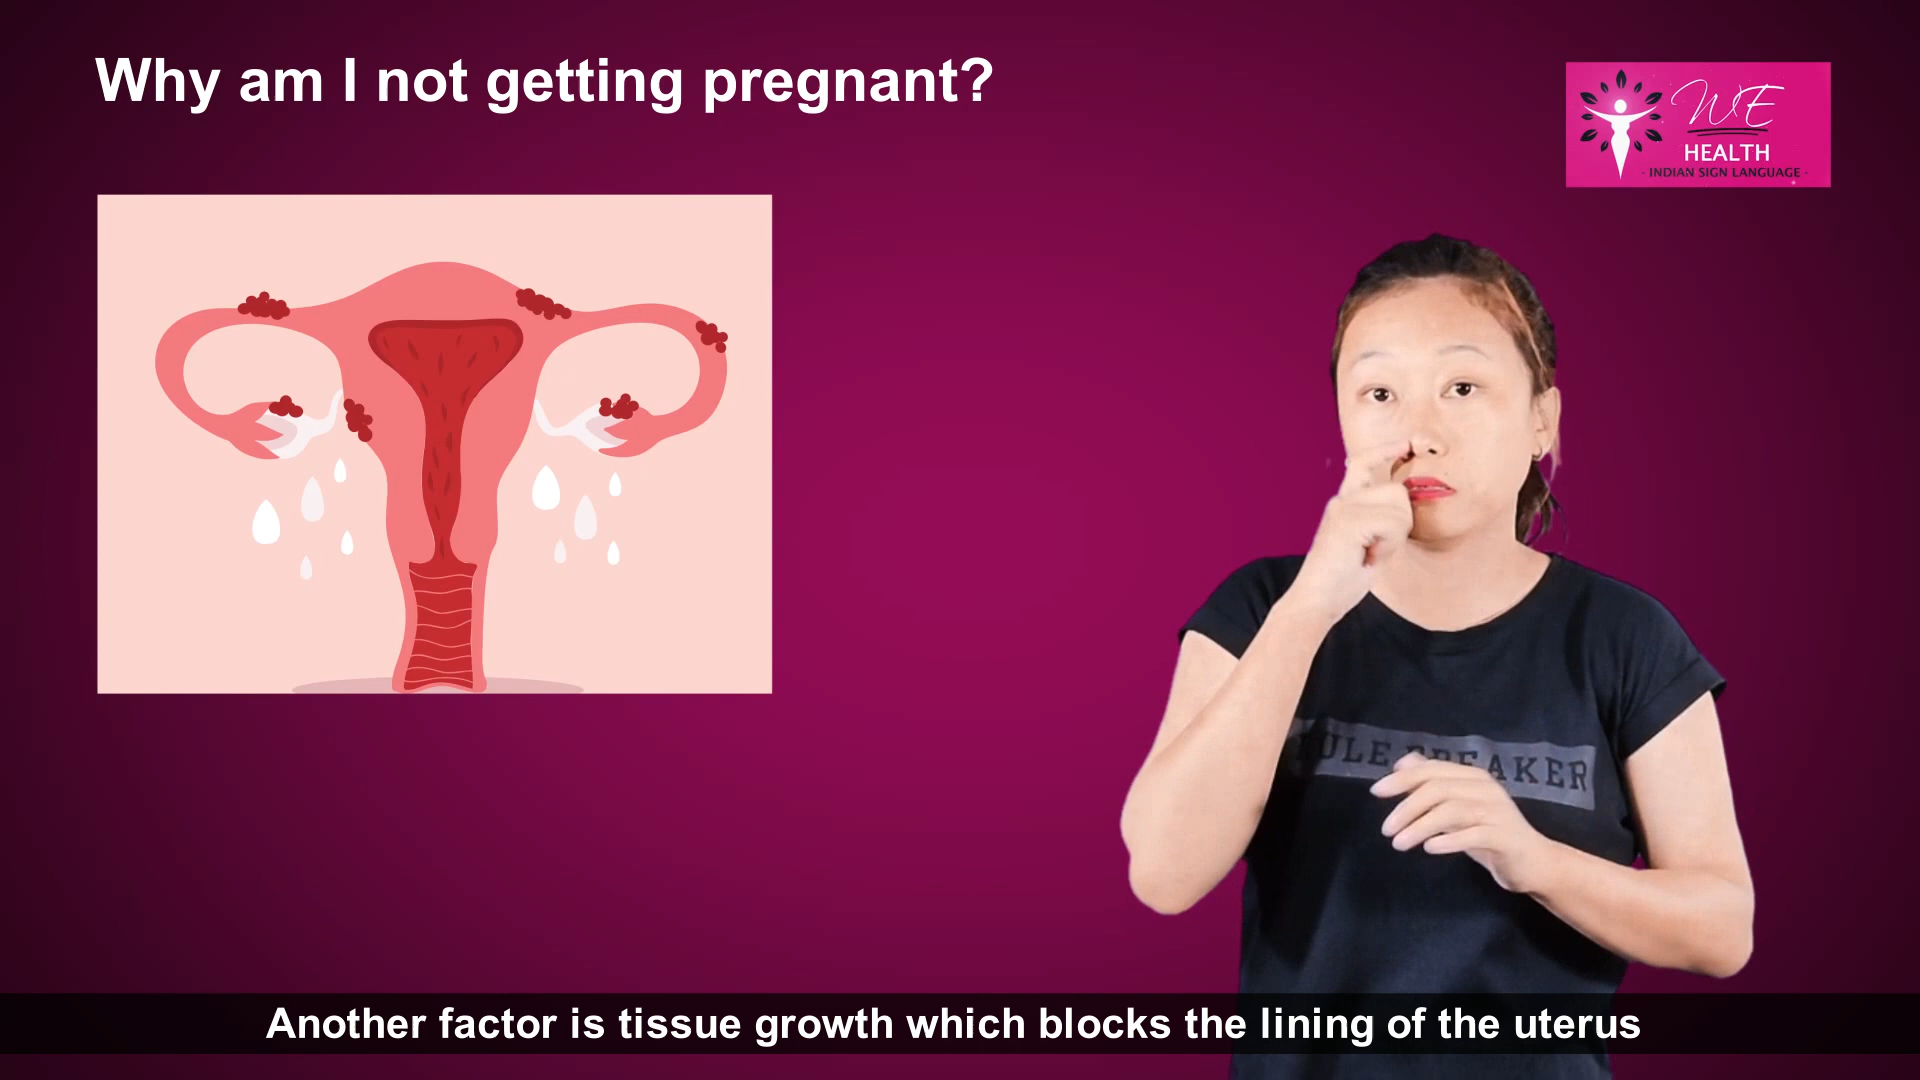 Why am I not getting pregnant?
WE
HEALTH
· INDIAN SIGN LANGUAGE ·
Another factor is tissue growth which blocks the lining of the uterus